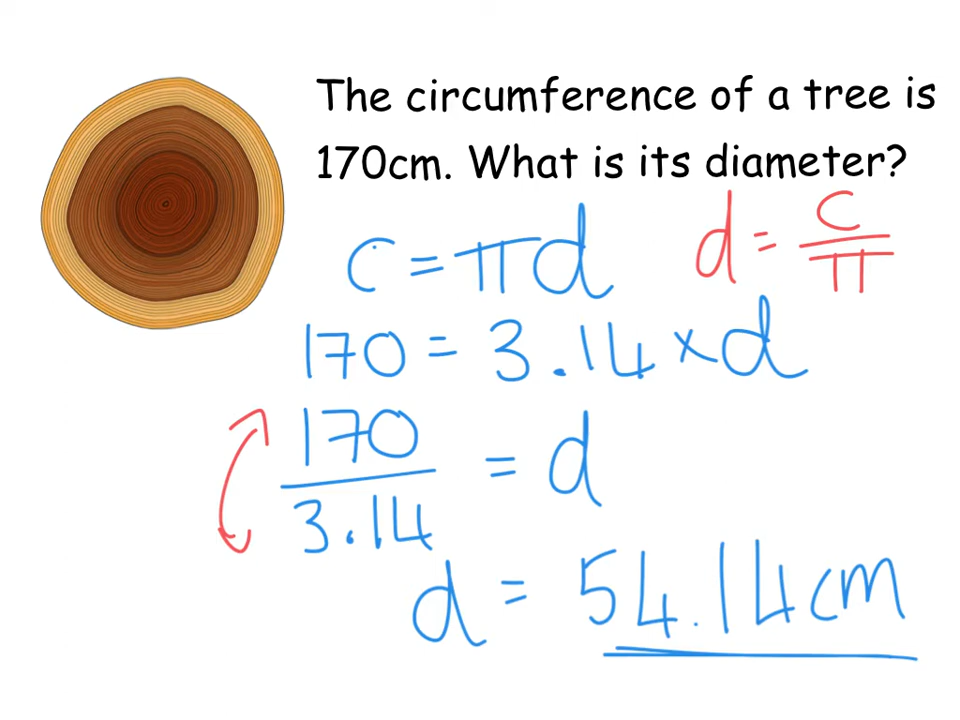 The circumference of a tree is
170cm. What is its diameter?
c = πd
d = c/π
170 = 3.14 × d
170/3.14 = d
d = 54.14cm